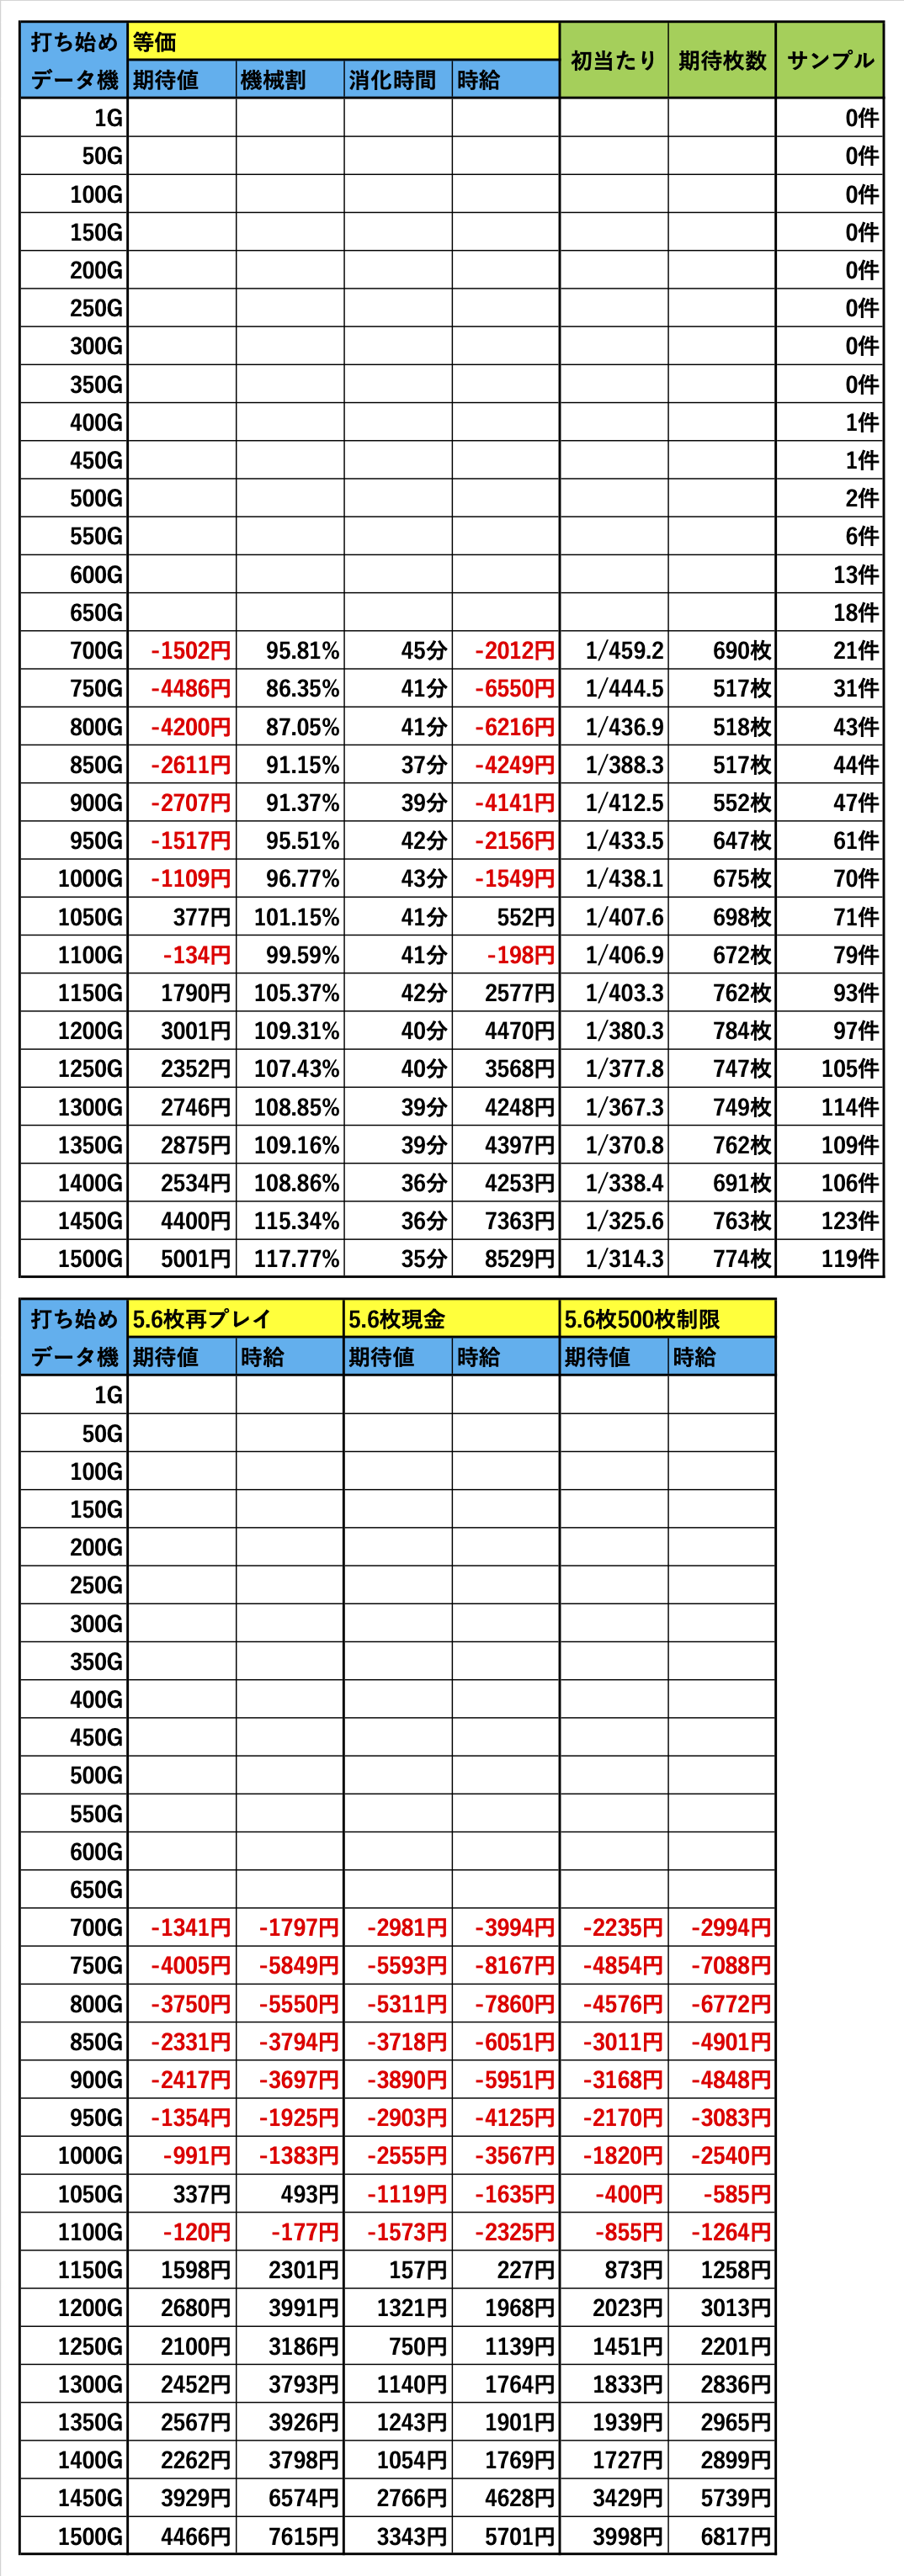 打ち始め 等価 初当たり 期待枚数 サンプル
データ機 期待値 機械割 消化時間 時給
1G 0件
50G 0件
100G 0件
150G 0件
200G 0件
250G 0件
300G 0件
350G 0件
400G 1件
450G 1件
500G 2件
550G 6件
600G 13件
650G 18件
700G -1502円 95.81% 45分 -2012円 1/459.2 690枚 21件
750G -4486円 86.35% 41分 -6550円 1/444.5 517枚 31件
800G -4200円 87.05% 41分 -6216円 1/436.9 518枚 43件
850G -2611円 91.15% 37分 -4249円 1/388.3 517枚 44件
900G -2707円 91.37% 39分 -4141円 1/412.5 552枚 47件
950G -1517円 95.51% 42分 -2156円 1/433.5 647枚 61件
1000G -1109円 96.77% 43分 -1549円 1/438.1 675枚 70件
1050G 377円 101.15% 41分 552円 1/407.6 698枚 71件
1100G -134円 99.59% 41分 -198円 1/406.9 672枚 79件
1150G 1790円 105.37% 42分 2577円 1/403.3 762枚 93件
1200G 3001円 109.31% 40分 4470円 1/380.3 784枚 97件
1250G 2352円 107.43% 40分 3568円 1/377.8 747枚 105件
1300G 2746円 108.85% 39分 4248円 1/367.3 749枚 114件
1350G 2875円 109.16% 39分 4397円 1/370.8 762枚 109件
1400G 2534円 108.86% 36分 4253円 1/338.4 691枚 106件
1450G 4400円 115.34% 36分 7363円 1/325.6 763枚 123件
1500G 5001円 117.77% 35分 8529円 1/314.3 774枚 119件
打ち始め 5.6枚再プレイ 5.6枚現金 5.6枚500枚制限
データ機 期待値 時給 期待値 時給 期待値 時給
1G
50G
100G
150G
200G
250G
300G
350G
400G
450G
500G
550G
600G
650G
700G -1341円 -1797円 -2981円 -3994円 -2235円 -2994円
750G -4005円 -5849円 -5593円 -8167円 -4854円 -7088円
800G -3750円 -5550円 -5311円 -7860円 -4576円 -6772円
850G -2331円 -3794円 -3718円 -6051円 -3011円 -4901円
900G -2417円 -3697円 -3890円 -5951円 -3168円 -4848円
950G -1354円 -1925円 -2903円 -4125円 -2170円 -3083円
1000G -991円 -1383円 -2555円 -3567円 -1820円 -2540円
1050G 337円 493円 -1119円 -1635円 -400円 -585円
1100G -120円 -177円 -1573円 -2325円 -855円 -1264円
1150G 1598円 2301円 157円 227円 873円 1258円
1200G 2680円 3991円 1321円 1968円 2023円 3013円
1250G 2100円 3186円 750円 1139円 1451円 2201円
1300G 2452円 3793円 1140円 1764円 1833円 2836円
1350G 2567円 3926円 1243円 1901円 1939円 2965円
1400G 2262円 3798円 1054円 1769円 1727円 2899円
1450G 3929円 6574円 2766円 4628円 3429円 5739円
1500G 4466円 7615円 3343円 5701円 3998円 6817円